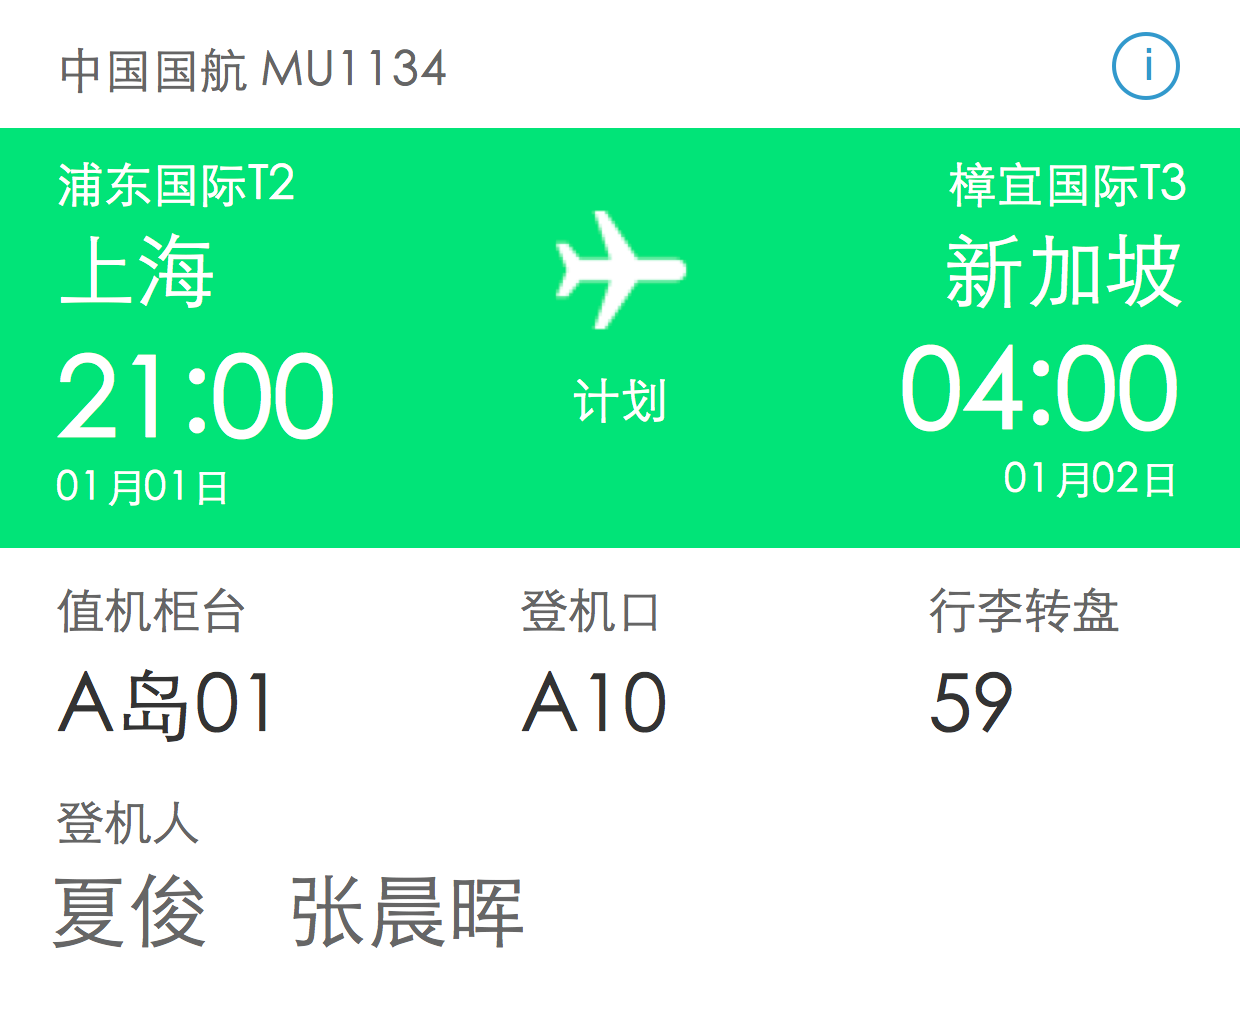 中国国航 MU1134
i
浦东国际T2
樟宜国际T3
上海
新加坡
21:00
04:00
计划
01月01日
01月02日
值机柜台
登机口
行李转盘
A岛01
A10
59
登机人
夏俊 张晨晖